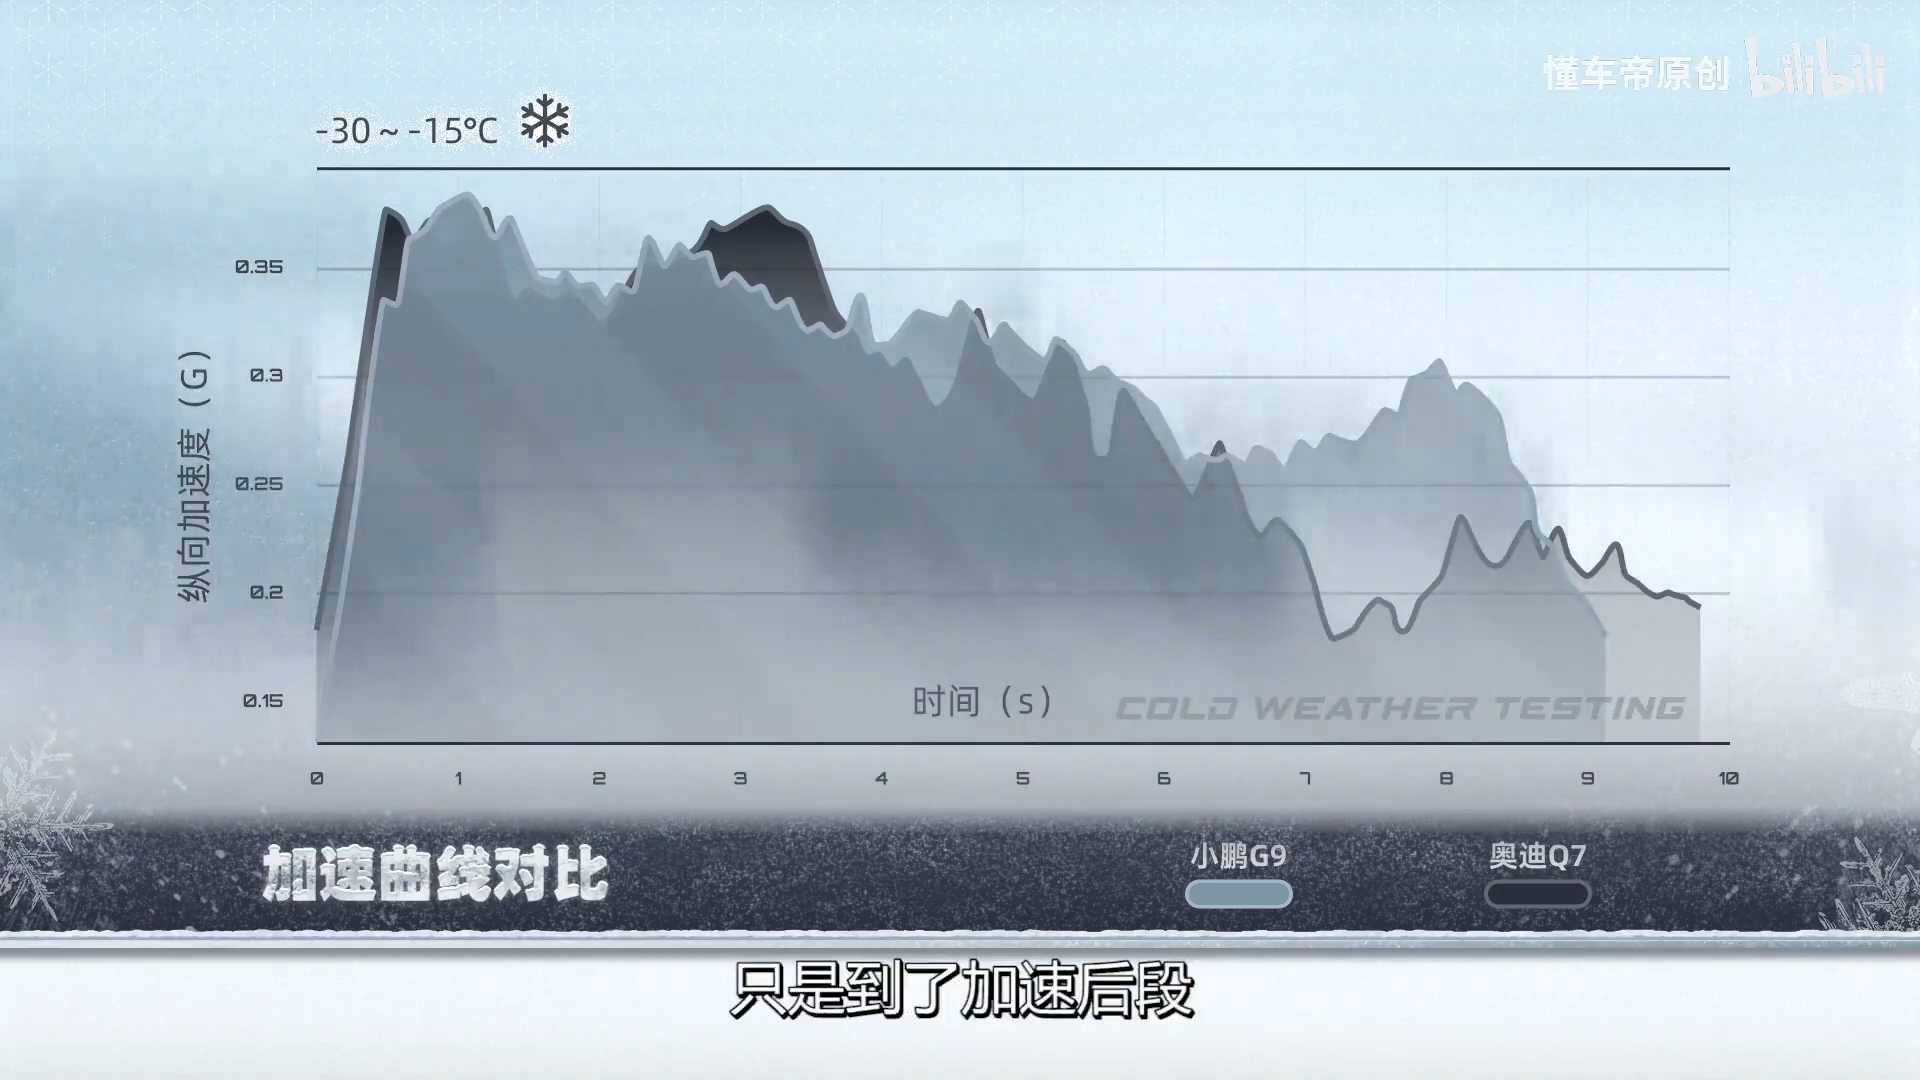 懂车帝原创 bilibili
-30 ~ -15°C
纵向加速度（G）
0.35
0.3
0.25
0.2
0.15
时间（s）
COLD WEATHER TESTING
0 1 2 3 4 5 6 7 8 9 10
加速曲线对比
小鹏G9 奥迪Q7
只是到了加速后段